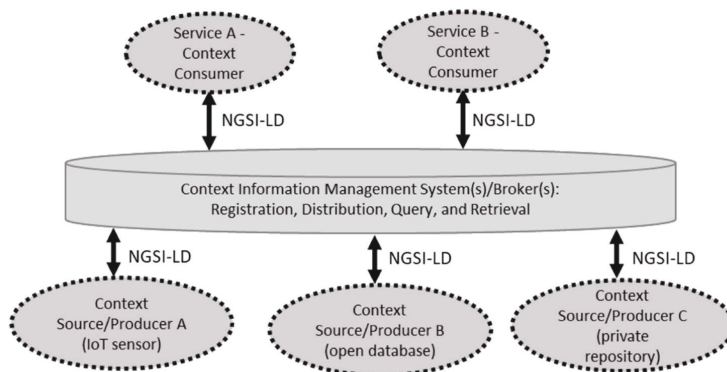 Service A -
Context
Consumer
Service B -
Context
Consumer
NGSI-LD
NGSI-LD
Context Information Management System(s)/Broker(s):
Registration, Distribution, Query, and Retrieval
NGSI-LD
NGSI-LD
NGSI-LD
Context
Source/Producer A
(IoT sensor)
Context
Source/Producer B
(open database)
Context
Source/Producer C
(private
repository)